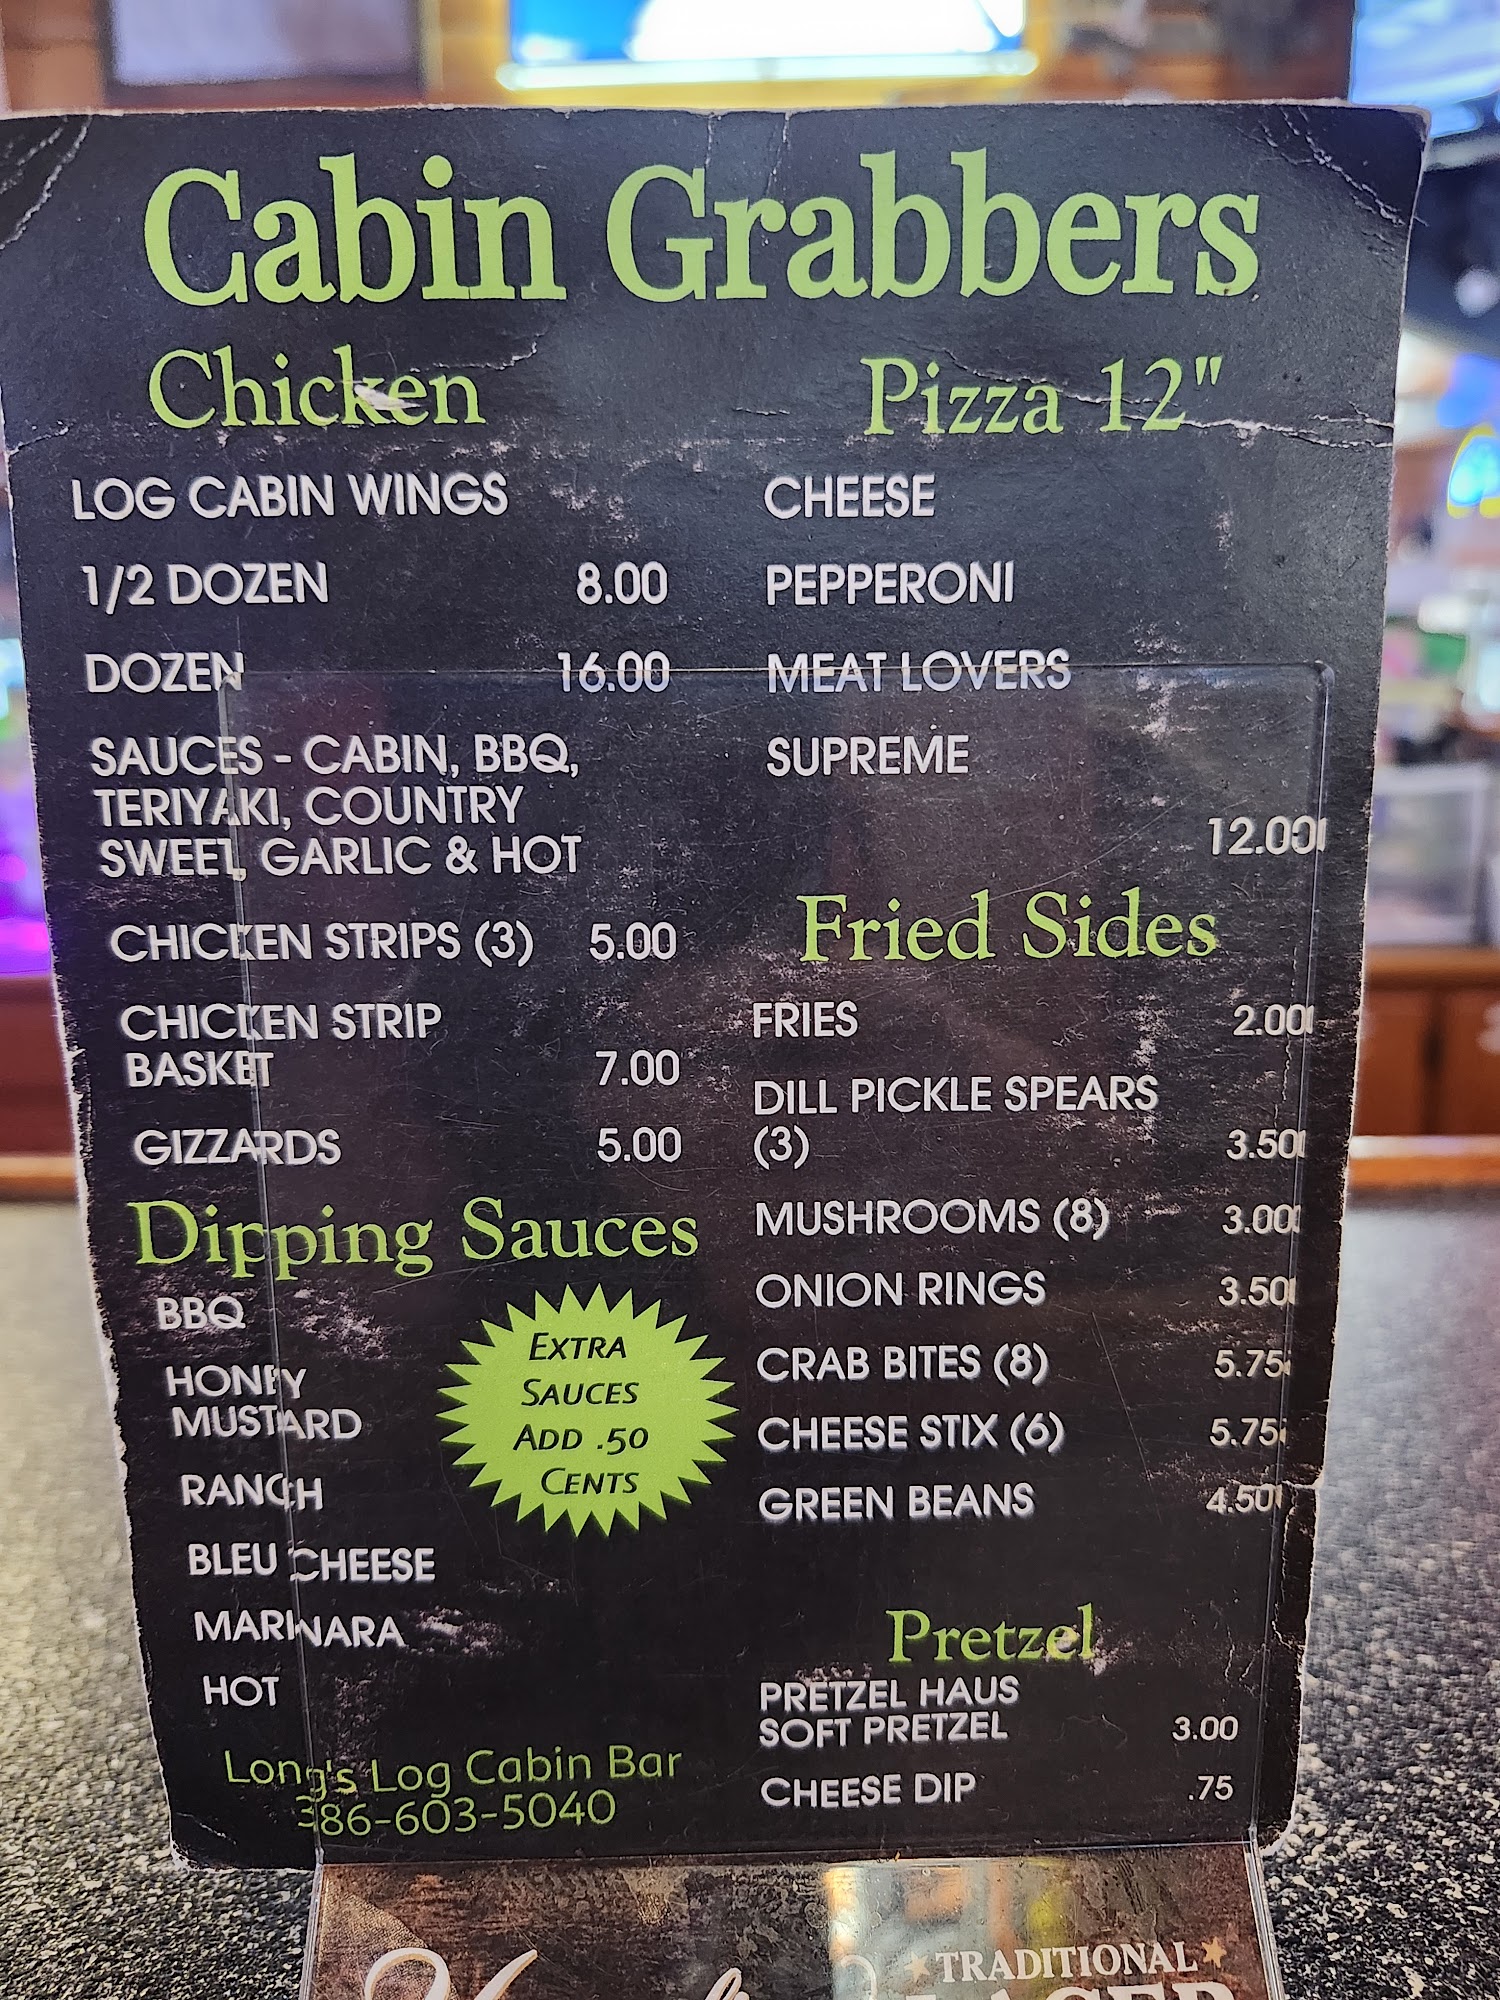 Cabin Grabbers
Chicken
LOG CABIN WINGS
1/2 DOZEN 8.00
DOZEN 16.00
SAUCES - CABIN, BBQ,
TERIYAKI, COUNTRY
SWEET, GARLIC & HOT
CHICKEN STRIPS (3) 5.00
CHICKEN STRIP
BASKET 7.00
GIZZARDS 5.00
Dipping Sauces
BBQ
HONEY
MUSTARD
RANCH
BLEU CHEESE
MARINARA
HOT
EXTRA
SAUCES
ADD .50
CENTS
Long's Log Cabin Bar
386-603-5040
Pizza 12"
CHEESE
PEPPERONI
MEAT LOVERS
SUPREME
12.00
Fried Sides
FRIES 2.00
DILL PICKLE SPEARS
(3) 3.50
MUSHROOMS (8) 3.00
ONION RINGS 3.50
CRAB BITES (8) 5.75
CHEESE STIX (6) 5.75
GREEN BEANS 4.50
Pretzel
PRETZEL HAUS
SOFT PRETZEL 3.00
CHEESE DIP .75
TRADITIONAL
LAGER